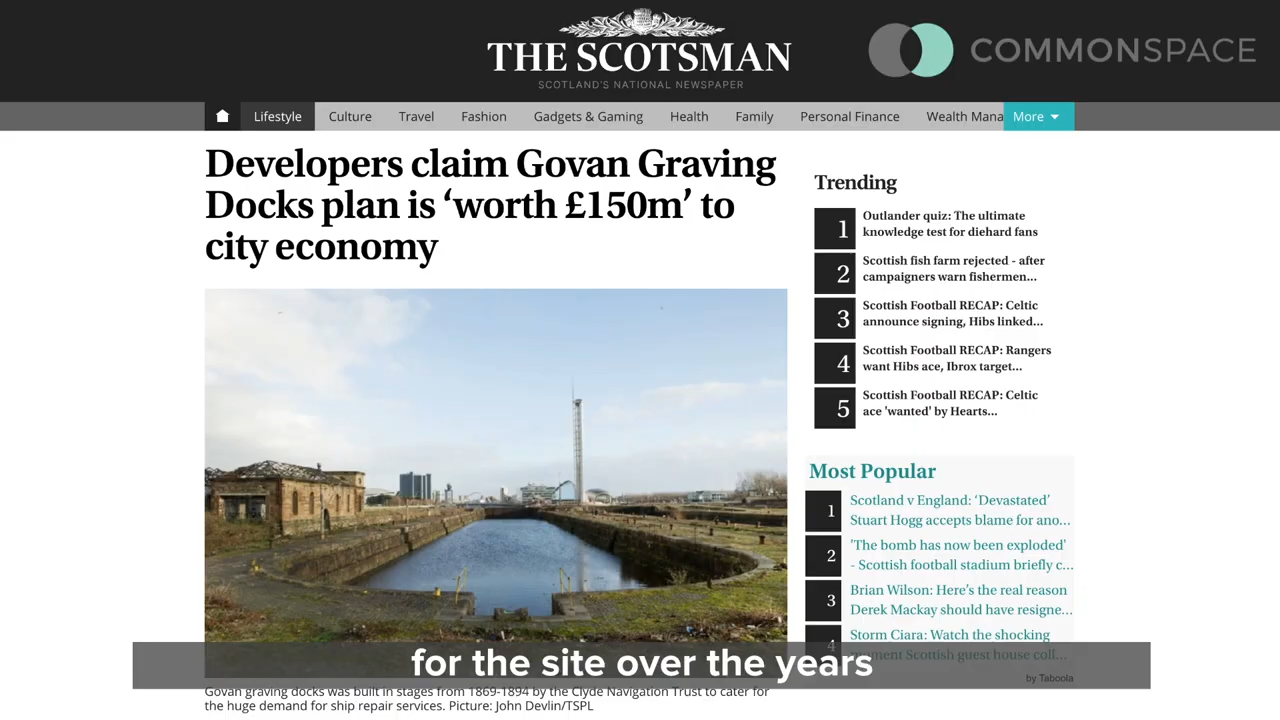 THE SCOTSMAN
SCOTLAND'S NATIONAL NEWSPAPER
COMMONSPACE
Lifestyle Culture Travel Fashion Gadgets & Gaming Health Family Personal Finance Wealth Mana More
Developers claim Govan Graving
Docks plan is ‘worth £150m’ to
city economy
Trending
1 Outlander quiz: The ultimate
knowledge test for diehard fans
2 Scottish fish farm rejected - after
campaigners warn fishermen...
3 Scottish Football RECAP: Celtic
announce signing, Hibs linked...
4 Scottish Football RECAP: Rangers
want Hibs ace, Ibrox target...
5 Scottish Football RECAP: Celtic
ace 'wanted' by Hearts...
Most Popular
1 Scotland v England: ‘Devastated’
Stuart Hogg accepts blame for ano...
2 'The bomb has now been exploded'
- Scottish football stadium briefly c...
3 Brian Wilson: Here’s the real reason
Derek Mackay should have resigne...
4 Storm Ciara: Watch the shocking
moment Scottish guest house coll...
by Taboola
for the site over the years
Govan graving docks was built in stages from 1869-1894 by the Clyde Navigation Trust to cater for
the huge demand for ship repair services. Picture: John Devlin/TSPL